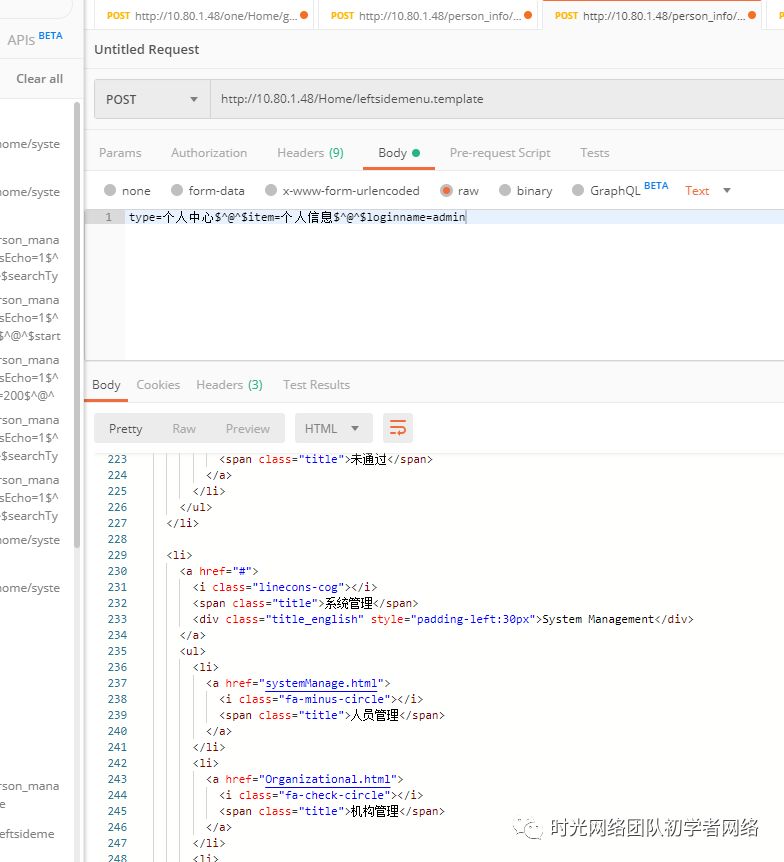 POST http://10.80.1.48/one/Home/g...
POST http://10.80.1.48/person_info/...
POST http://10.80.1.48/person_info/...
APIs BETA
Untitled Request
Clear all
POST
http://10.80.1.48/Home/leftsidemenu.template
Params
Authorization
Headers (9)
Body
Pre-request Script
Tests
none
form-data
x-www-form-urlencoded
raw
binary
GraphQL BETA
Text
1 type=个人中心$^@^$item=个人信息$^@^$loginname=admin
home/syste
home/syste
rson_mana
sEcho=1$^
$searchTy
rson_mana
sEcho=1$^
$^@^$start
rson_mana
sEcho=1$^
=200$^@^
rson_mana
sEcho=1$^
$searchTy
rson_mana
sEcho=1$^
$searchTy
home/syste
home/syste
rson_mana
e
eftsideme
Body
Cookies
Headers (3)
Test Results
Pretty
Raw
Preview
HTML
223 <span class="title">未通过</span>
224 </a>
225 </li>
226 </ul>
227 </li>
228
229 <li>
230 <a href="#">
231 <i class="linecons-cog"></i>
232 <span class="title">系统管理</span>
233 <div class="title_english" style="padding-left:30px">System Management</div>
234 </a>
235 <ul>
236 <li>
237 <a href="systemManage.html">
238 <i class="fa-minus-circle"></i>
239 <span class="title">人员管理</span>
240 </a>
241 </li>
242 <li>
243 <a href="Organizational.html">
244 <i class="fa-check-circle"></i>
245 <span class="title">机构管理</span>
246 </a>
247 </li>
248 <li>
时光网络团队初学者网络